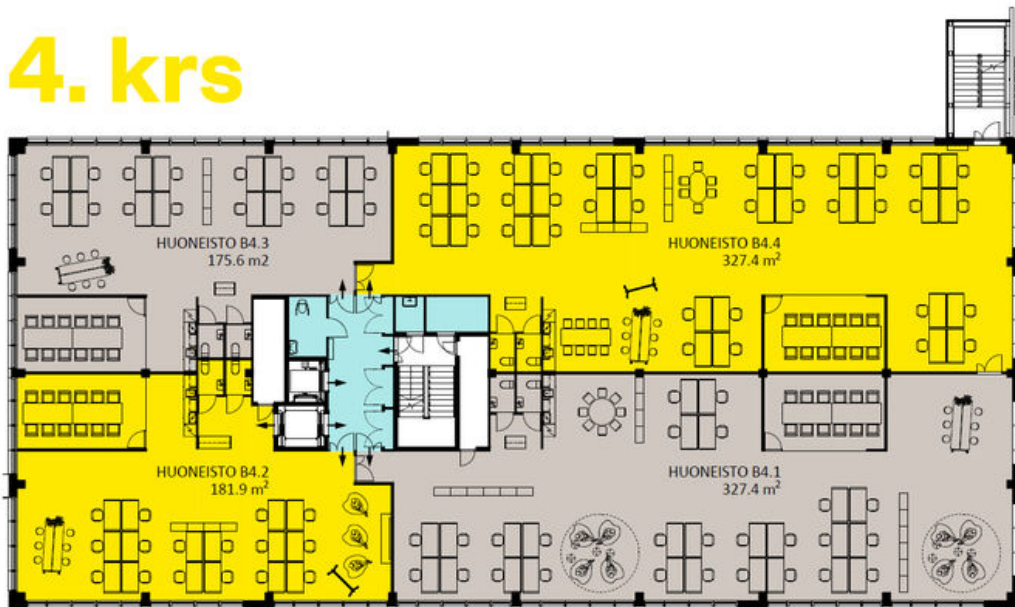 4. krs
HUONEISTO B4.3
175.6 m2
HUONEISTO B4.4
327.4 m²
HUONEISTO B4.2
181.9 m²
HUONEISTO B4.1
327.4 m²